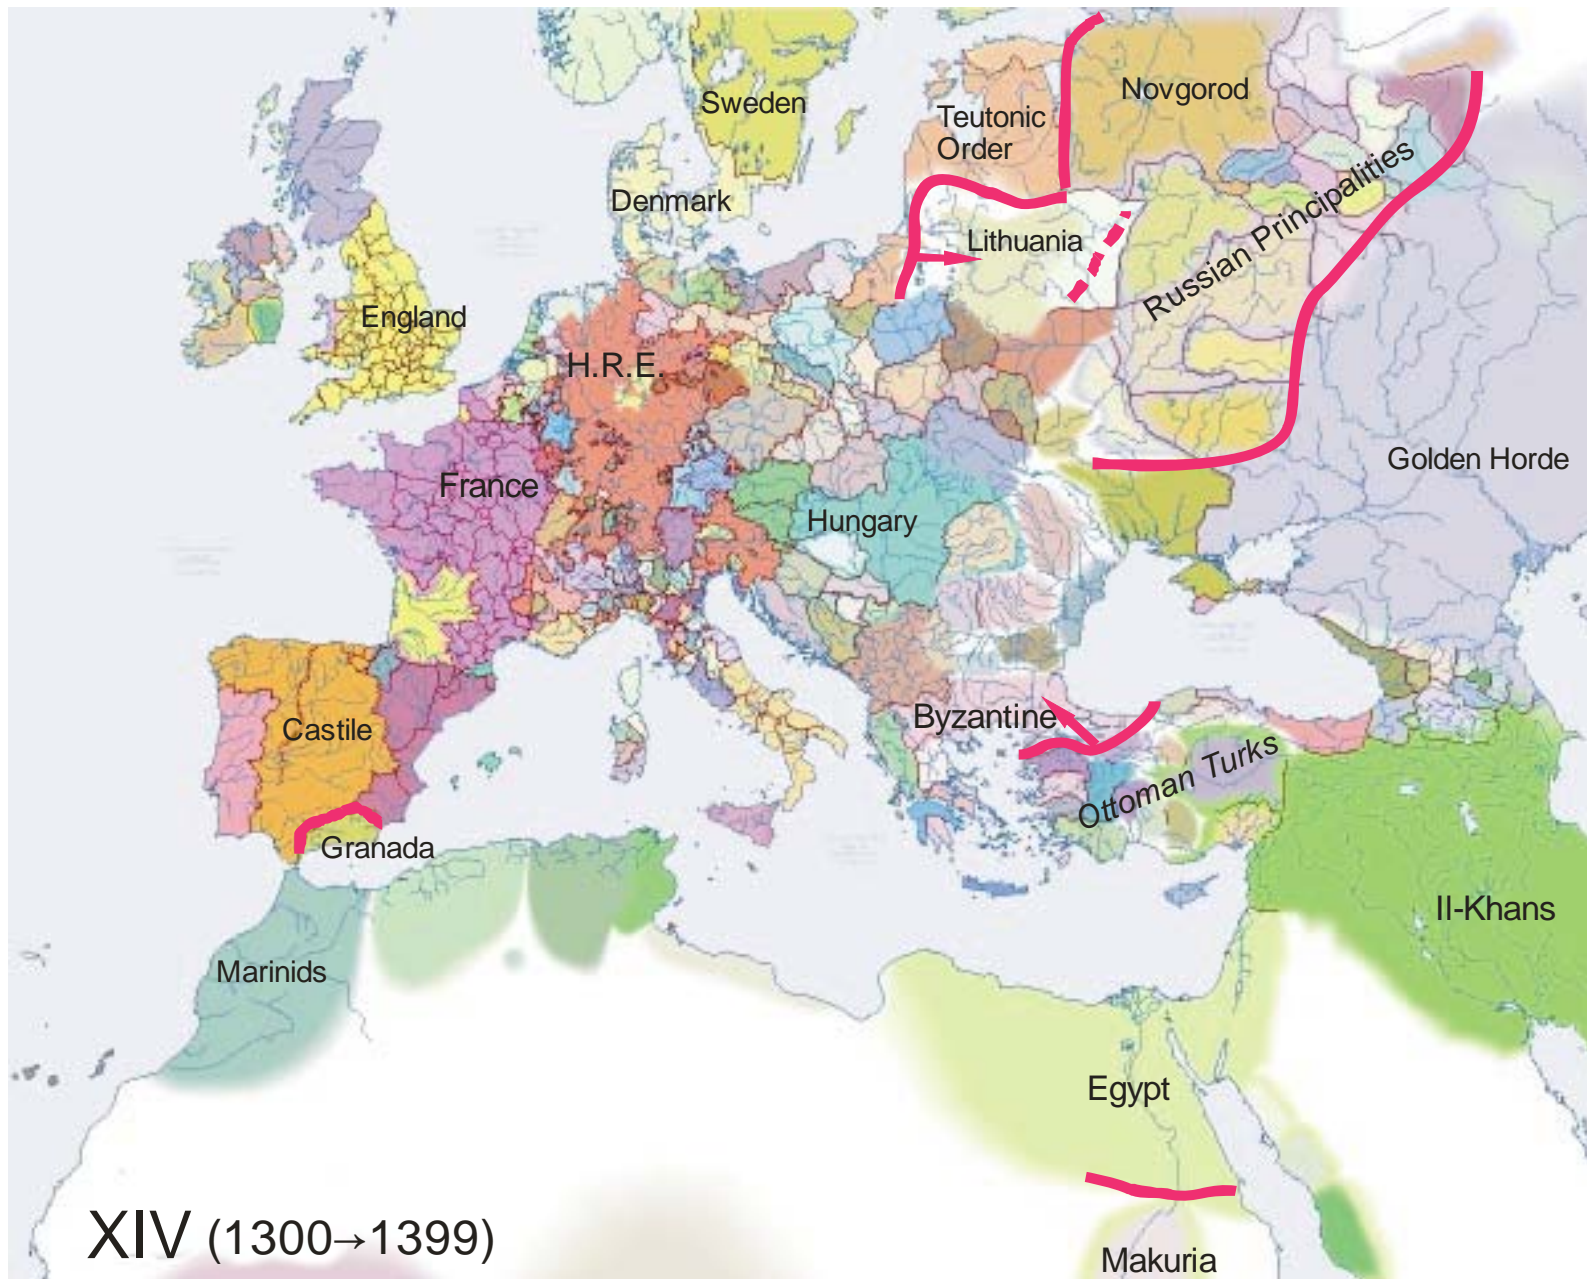 Sweden
Novgorod
Teutonic
Order
Denmark
Lithuania
Russian Principalities
England
H.R.E.
France
Golden Horde
Hungary
Castile
Byzantine
Ottoman Turks
Granada
Il-Khans
Marinids
Egypt
XIV (1300→1399)
Makuria